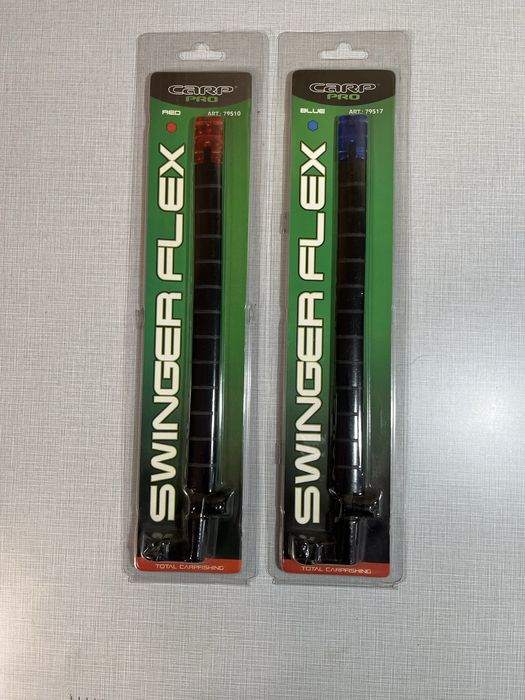 CARP
PRO
RED
ART.: 79510
SWINGER FLEX
TOTAL CARPFISHING
CARP
PRO
BLUE
ART.: 79517
SWINGER FLEX
TOTAL CARPFISHING